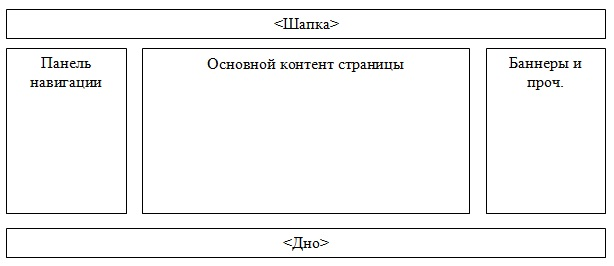 <Шапка>
Панель
навигации
Основной контент страницы
Баннеры и
проч.
<Дно>